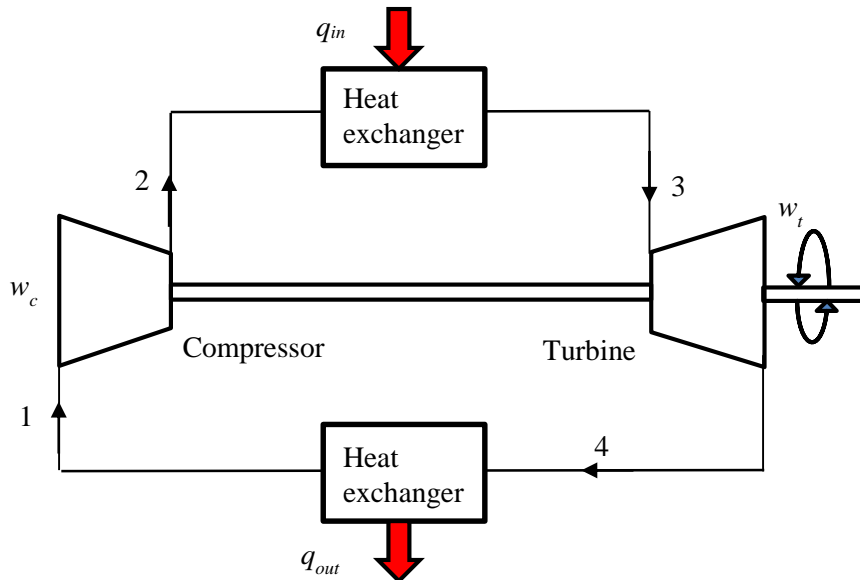 q_in
Heat
exchanger
2
3
w_t
w_c
Compressor
Turbine
1
4
Heat
exchanger
q_out